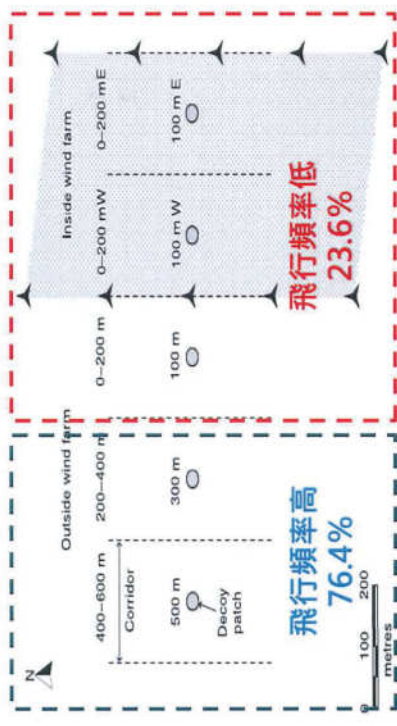 N
Outside wind farm
Inside wind farm
400–600 m
200–400 m
0–200 m
0–200 mW
0–200 mE
Corridor
500 m
300 m
100 m
100 m W
100 m E
Decoy
patch
飛行頻率高
76.4%
飛行頻率低
23.6%
0 100 200
metres